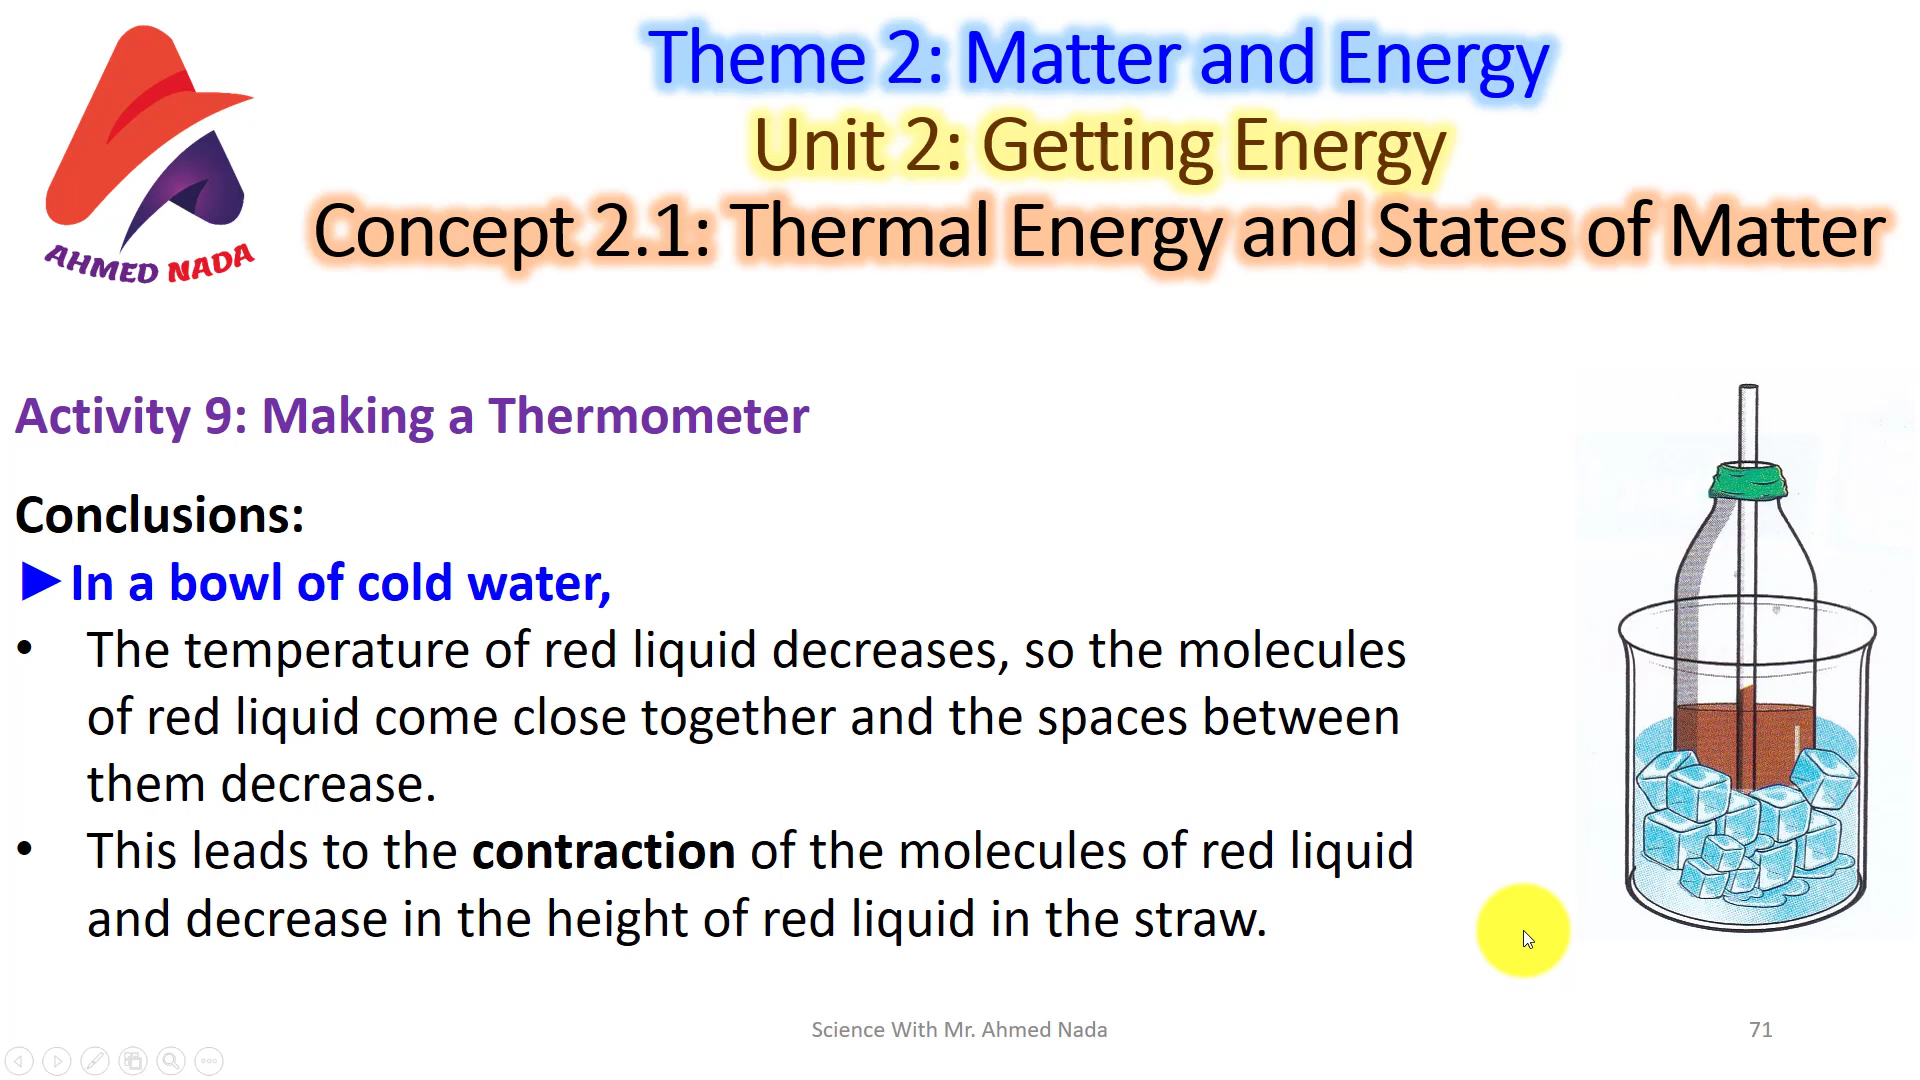 Theme 2: Matter and Energy
Unit 2: Getting Energy
Concept 2.1: Thermal Energy and States of Matter
AHMED NADA
Activity 9: Making a Thermometer
Conclusions:
►In a bowl of cold water,
• The temperature of red liquid decreases, so the molecules
of red liquid come close together and the spaces between
them decrease.
• This leads to the contraction of the molecules of red liquid
and decrease in the height of red liquid in the straw.
Science With Mr. Ahmed Nada
71